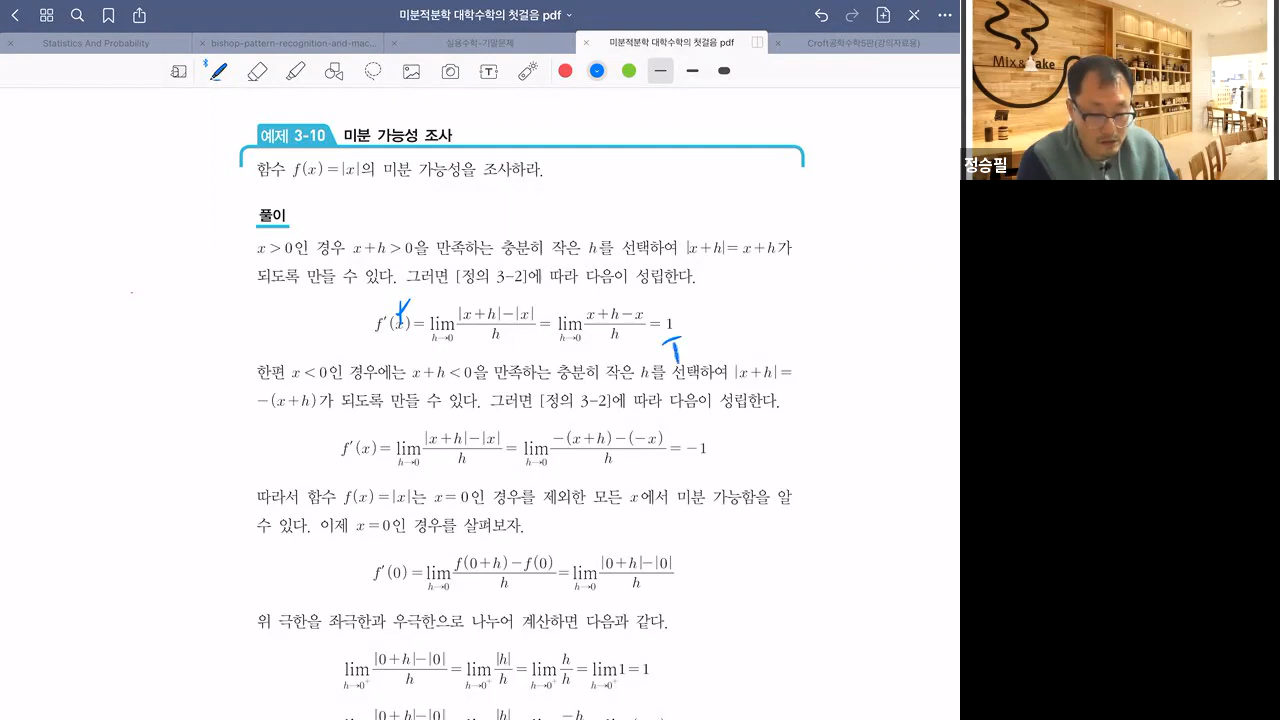 미분적분학 대학수학의 첫걸음 pdf
Statistics And Probability
bishop-pattern-recognition-and-mac...
실용수학-기말문제
미분적분학 대학수학의 첫걸음 pdf
Croft공학수학5판(강의자료용)
Mix & Bake
정승필
예제 3-10 미분 가능성 조사
함수 f(x)=|x|의 미분 가능성을 조사하라.
풀이
x>0인 경우 x+h>0을 만족하는 충분히 작은 h를 선택하여 |x+h|=x+h가
되도록 만들 수 있다. 그러면 [정의 3-2]에 따라 다음이 성립한다.
f′(x)=lim h→0 |x+h|-|x| / h = lim h→0 x+h-x / h = 1
한편 x<0인 경우에는 x+h<0을 만족하는 충분히 작은 h를 선택하여 |x+h|=
-(x+h)가 되도록 만들 수 있다. 그러면 [정의 3-2]에 따라 다음이 성립한다.
f′(x)=lim h→0 |x+h|-|x| / h = lim h→0 -(x+h)-(-x) / h = -1
따라서 함수 f(x)=|x|는 x=0인 경우를 제외한 모든 x에서 미분 가능함을 알
수 있다. 이제 x=0인 경우를 살펴보자.
f′(0)=lim h→0 f(0+h)-f(0) / h = lim h→0 |0+h|-|0| / h
위 극한을 좌극한과 우극한으로 나누어 계산하면 다음과 같다.
lim h→0⁺ |0+h|-|0| / h = lim h→0⁺ |h| / h = lim h→0⁺ h / h = lim h→0⁺ 1=1
|0+h|-|0| |h| -h